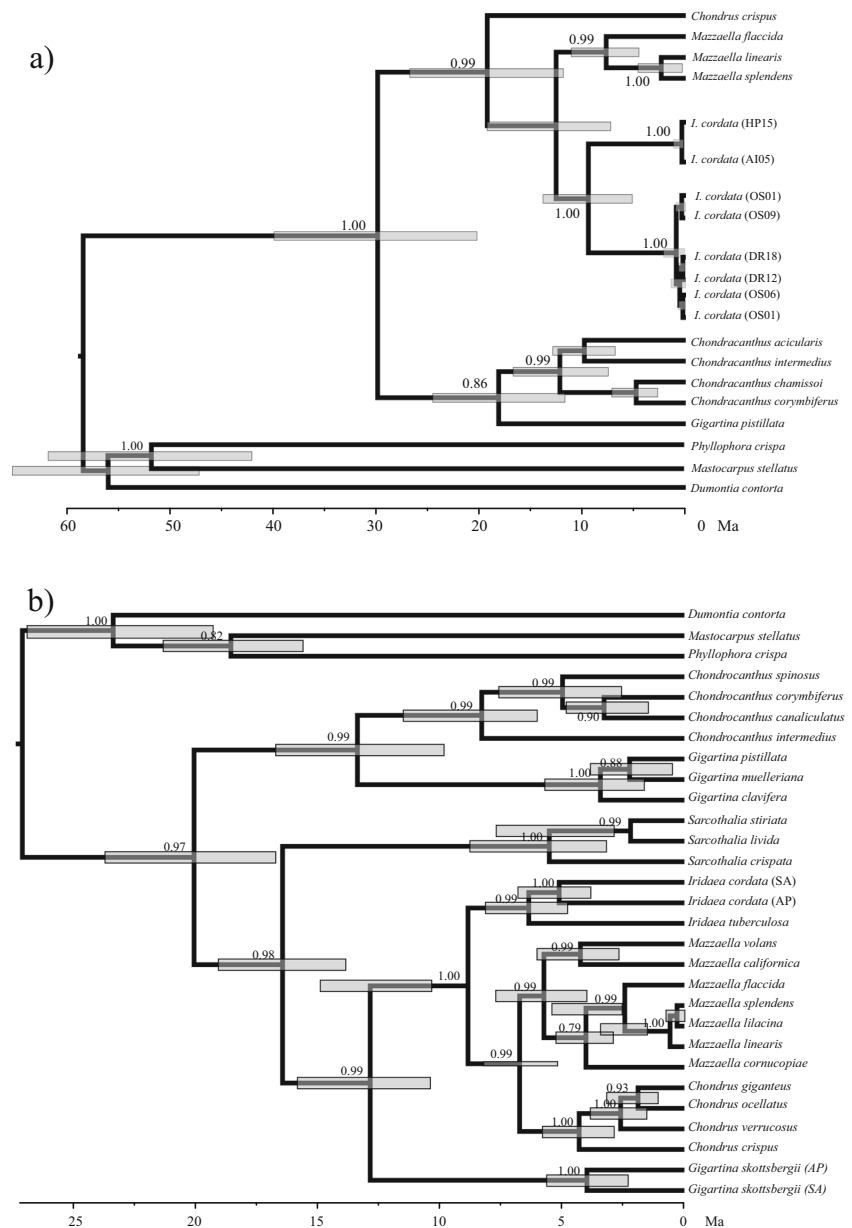 a)
Chondrus crispus
0.99
Mazzaella flaccida
0.99
Mazzaella linearis
1.00
Mazzaella splendens
I. cordata (HP15)
1.00
I. cordata (AI05)
I. cordata (OS01)
1.00
I. cordata (OS09)
1.00
1.00
I. cordata (DR18)
I. cordata (DR12)
I. cordata (OS06)
I. cordata (OS01)
Chondracanthus acicularis
0.99
Chondracanthus intermedius
0.86
Chondracanthus chamissoi
Chondracanthus corymbiferus
Gigartina pistillata
1.00
Phyllophora crispa
Mastocarpus stellatus
Dumontia contorta
60 50 40 30 20 10 0 Ma
b)
1.00
Dumontia contorta
0.82
Mastocarpus stellatus
Phyllophora crispa
0.99
Chondrocanthus spinosus
0.99
Chondrocanthus corymbiferus
0.90
Chondrocanthus canaliculatus
0.99
Chondrocanthus intermedius
Gigartina pistillata
0.88
1.00
Gigartina muelleriana
Gigartina clavifera
Sarcothalia stiriata
0.99
1.00
Sarcothalia livida
0.97
Sarcothalia crispata
1.00
Iridaea cordata (SA)
0.99
Iridaea cordata (AP)
Iridaea tuberculosa
0.99
Mazzaella volans
0.98
Mazzaella californica
1.00
0.99
Mazzaella flaccida
0.99
Mazzaella splendens
1.00
Mazzaella lilacina
0.79
Mazzaella linearis
0.99
0.99
Mazzaella cornucopiae
0.93
Chondrus giganteus
1.00
Chondrus ocellatus
1.00
Chondrus verrucosus
Chondrus crispus
1.00
Gigartina skottsbergii (AP)
Gigartina skottsbergii (SA)
25 20 15 10 5 0 Ma